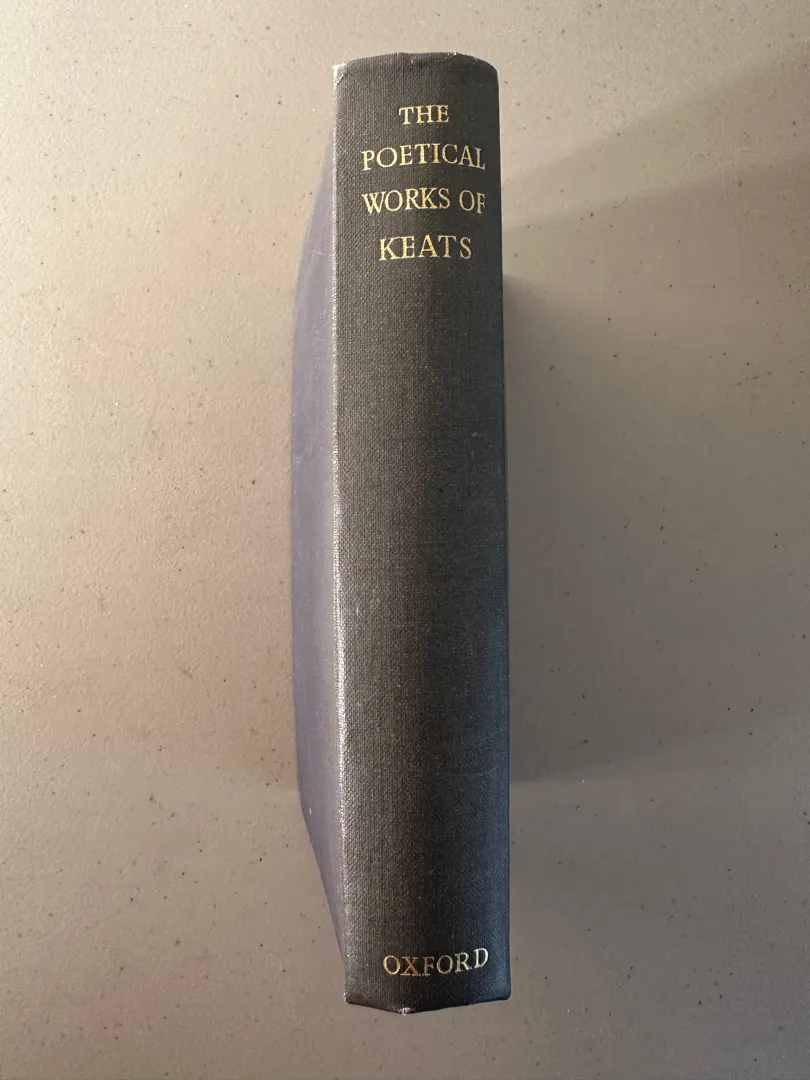 THE
POETICAL
WORKS OF
KEATS
OXFORD